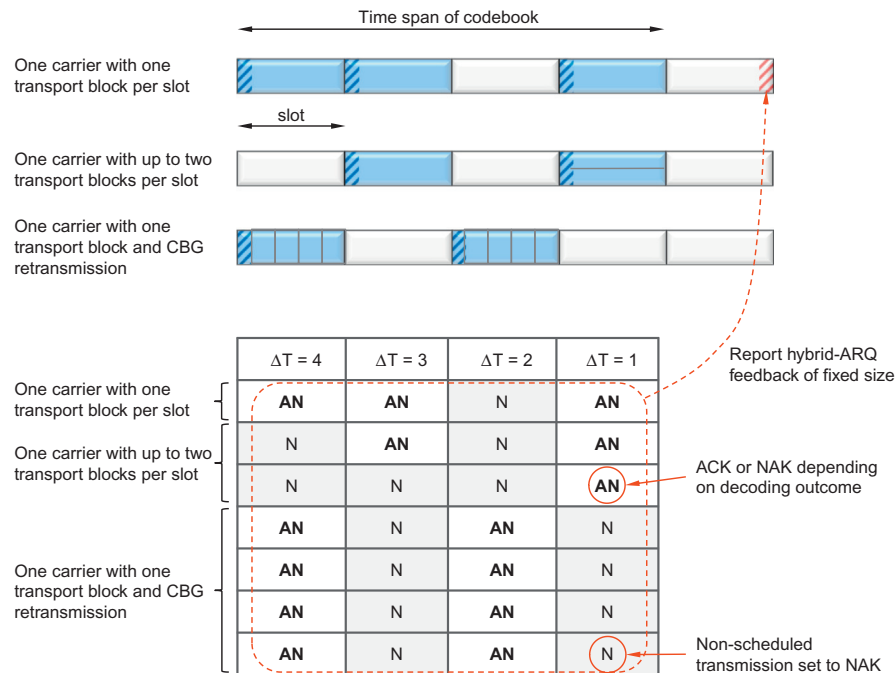 Time span of codebook
One carrier with one
transport block per slot
slot
One carrier with up to two
transport blocks per slot
One carrier with one
transport block and CBG
retransmission
ΔT = 4 ΔT = 3 ΔT = 2 ΔT = 1
Report hybrid-ARQ
feedback of fixed size
One carrier with one
transport block per slot
AN AN N AN
One carrier with up to two
transport blocks per slot
N AN N AN
N N N AN
ACK or NAK depending
on decoding outcome
One carrier with one
transport block and CBG
retransmission
AN N AN N
AN N AN N
AN N AN N
AN N AN N
Non-scheduled
transmission set to NAK